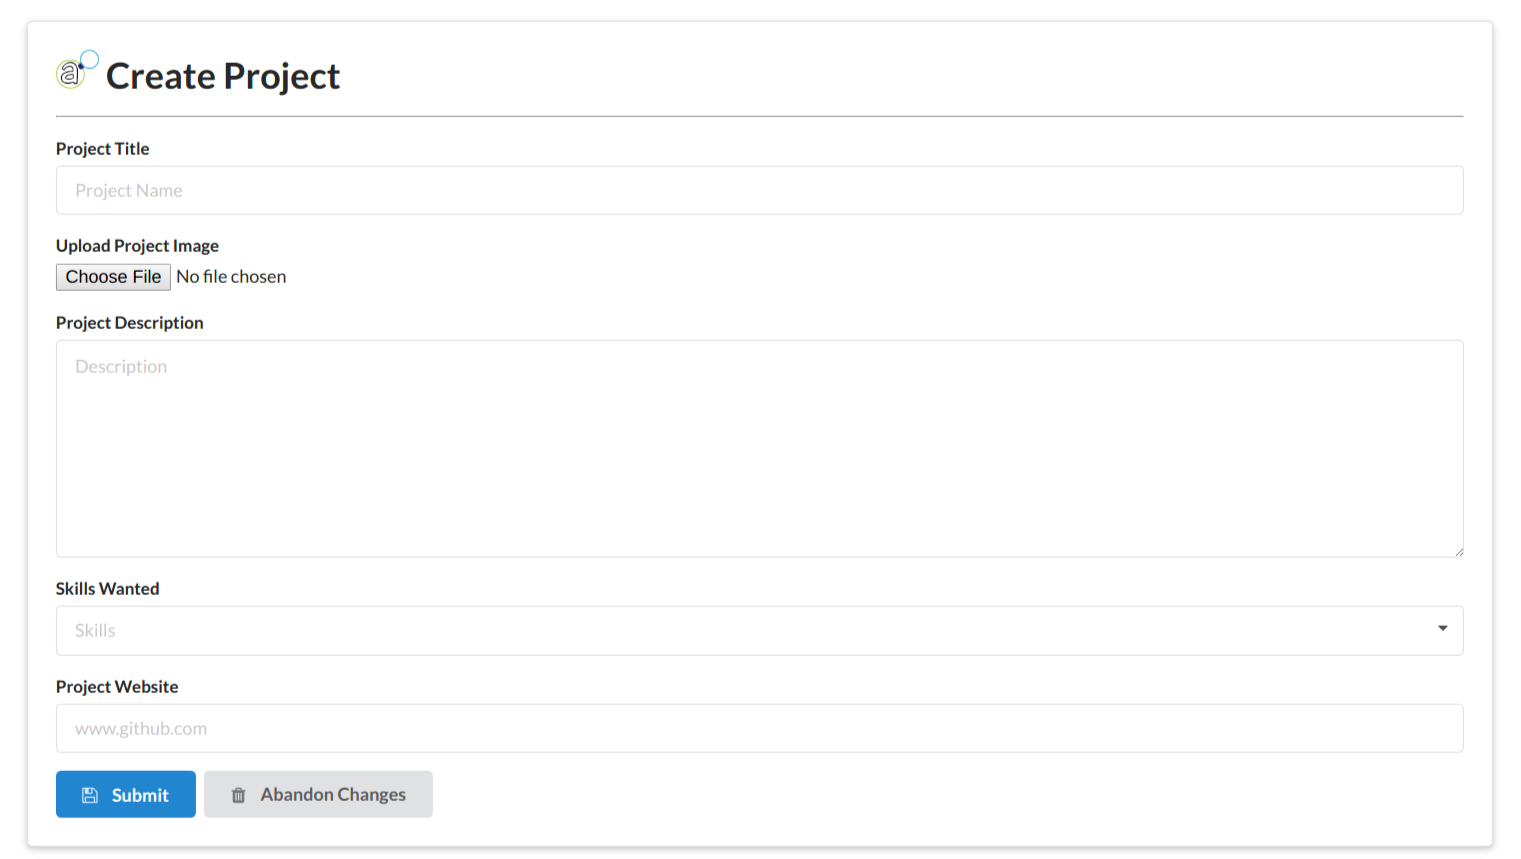 a
Create Project
Project Title
Project Name
Upload Project Image
Choose File No file chosen
Project Description
Description
Skills Wanted
Skills
Project Website
www.github.com
Submit Abandon Changes